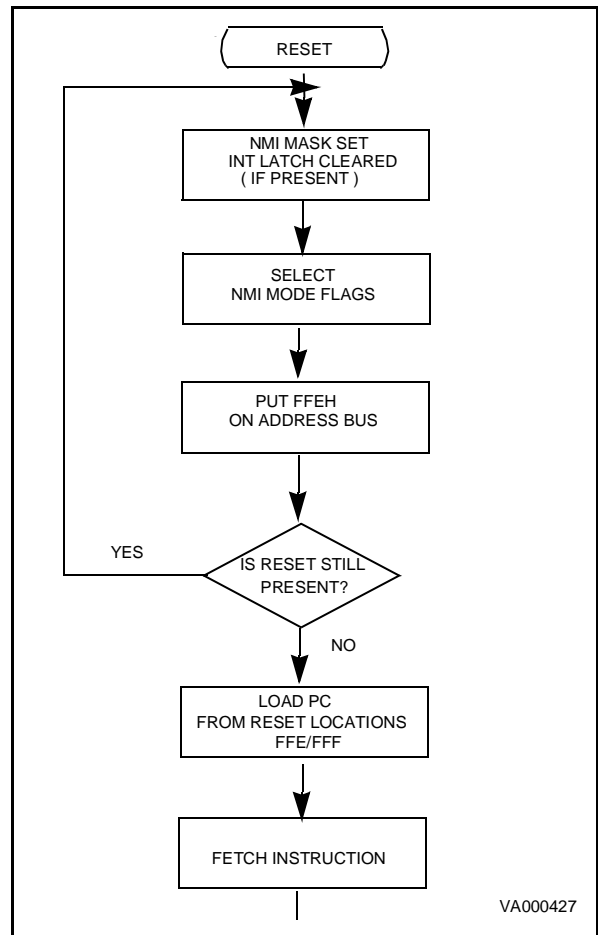 RESET
NMI MASK SET
INT LATCH CLEARED
( IF PRESENT )
SELECT
NMI MODE FLAGS
PUT FFEH
ON ADDRESS BUS
YES
IS RESET STILL
PRESENT?
NO
LOAD PC
FROM RESET LOCATIONS
FFE/FFF
FETCH INSTRUCTION
VA000427